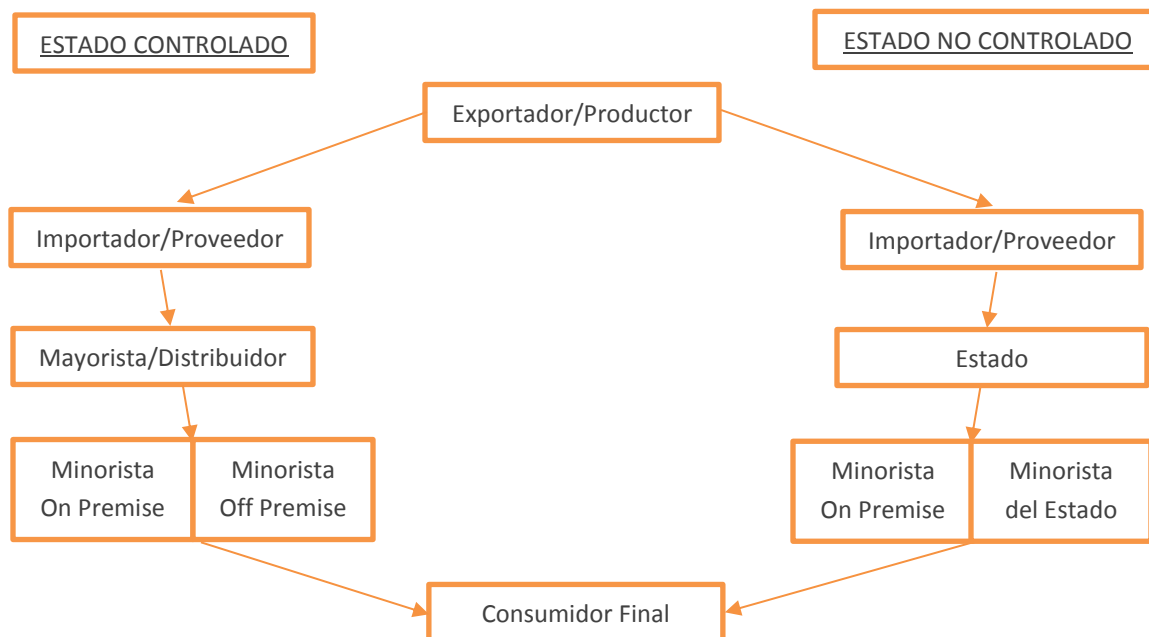 ESTADO CONTROLADO
ESTADO NO CONTROLADO
Exportador/Productor
Importador/Proveedor
Importador/Proveedor
Mayorista/Distribuidor
Estado
Minorista
On Premise
Minorista
Off Premise
Minorista
On Premise
Minorista
del Estado
Consumidor Final